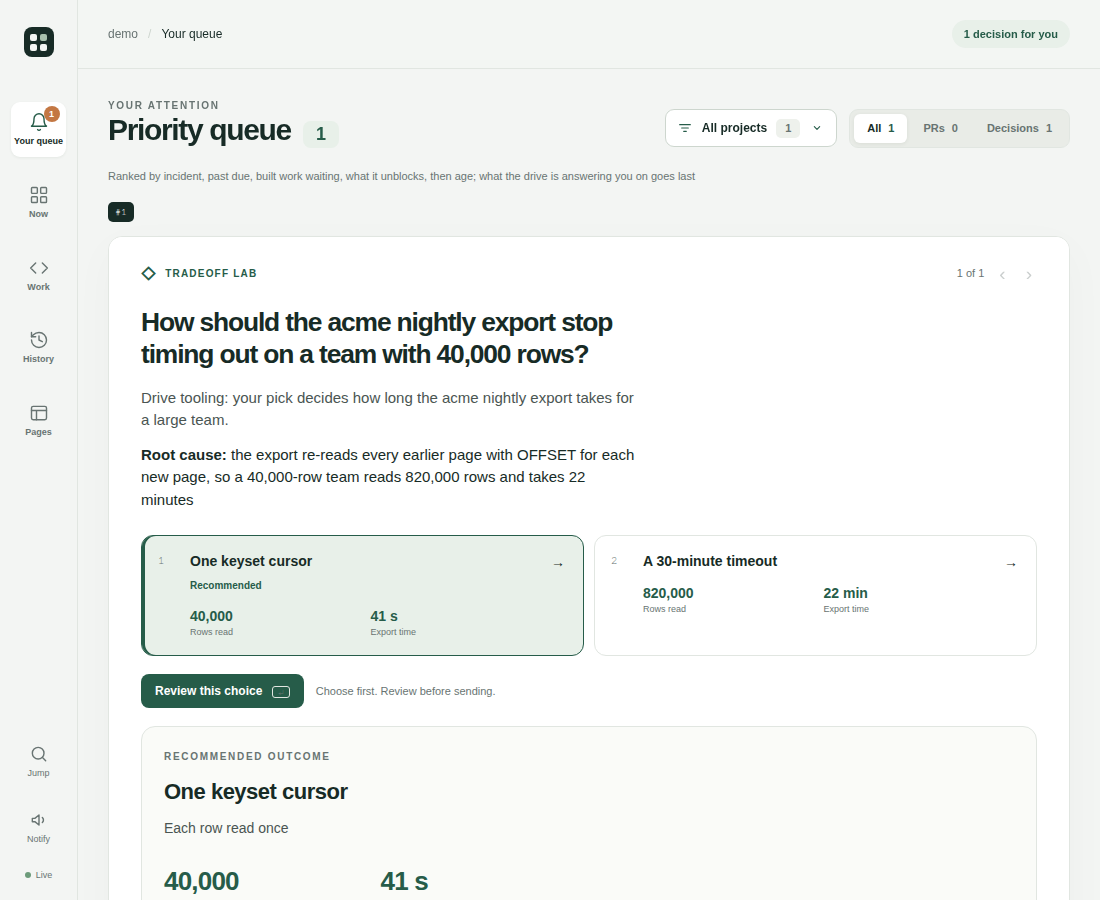 demo / Your queue
1 decision for you
1
Your queue
Now
Work
History
Pages
Jump
Notify
Live
YOUR ATTENTION
Priority queue 1
All projects 1
All 1 PRs 0 Decisions 1
Ranked by incident, past due, built work waiting, what it unblocks, then age; what the drive is answering you on goes last
1
TRADEOFF LAB
1 of 1 ‹ ›
How should the acme nightly export stop
timing out on a team with 40,000 rows?
Drive tooling: your pick decides how long the acme nightly export takes for
a large team.
Root cause: the export re-reads every earlier page with OFFSET for each
new page, so a 40,000-row team reads 820,000 rows and takes 22
minutes
1 One keyset cursor →
Recommended
40,000 41 s
Rows read Export time
2 A 30-minute timeout →
820,000 22 min
Rows read Export time
Review this choice
Choose first. Review before sending.
RECOMMENDED OUTCOME
One keyset cursor
Each row read once
40,000 41 s